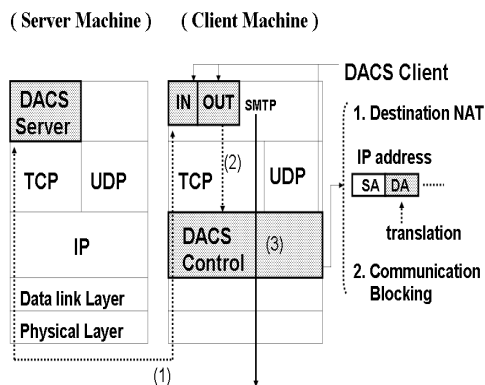 ( Server Machine )
( Client Machine )
DACS
Server
TCP
UDP
IP
Data link Layer
Physical Layer
(1)
IN
OUT
SMTP
(2)
TCP
UDP
DACS
Control
(3)
DACS Client
1. Destination NAT
IP address
SA
DA
translation
2. Communication
Blocking